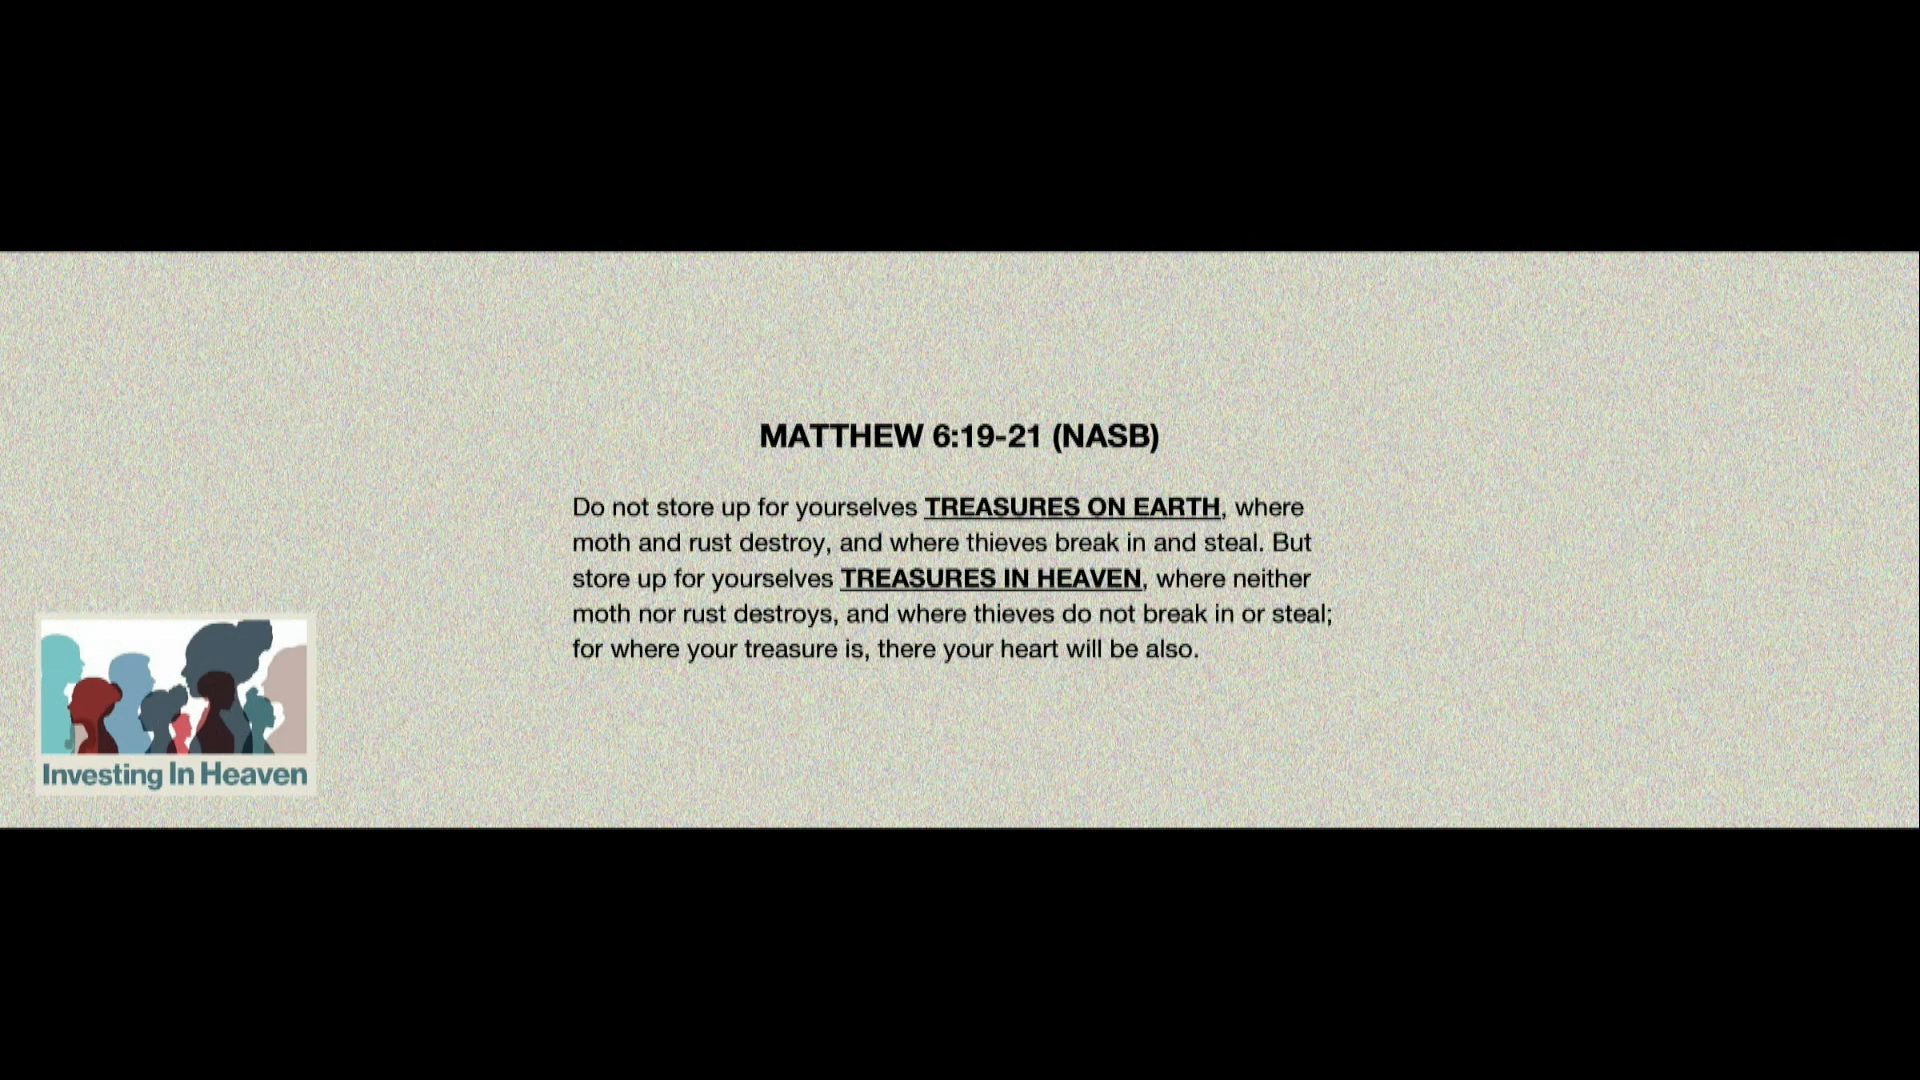 MATTHEW 6:19-21 (NASB)
Do not store up for yourselves TREASURES ON EARTH, where
moth and rust destroy, and where thieves break in and steal. But
store up for yourselves TREASURES IN HEAVEN, where neither
moth nor rust destroys, and where thieves do not break in or steal;
for where your treasure is, there your heart will be also.
Investing In Heaven